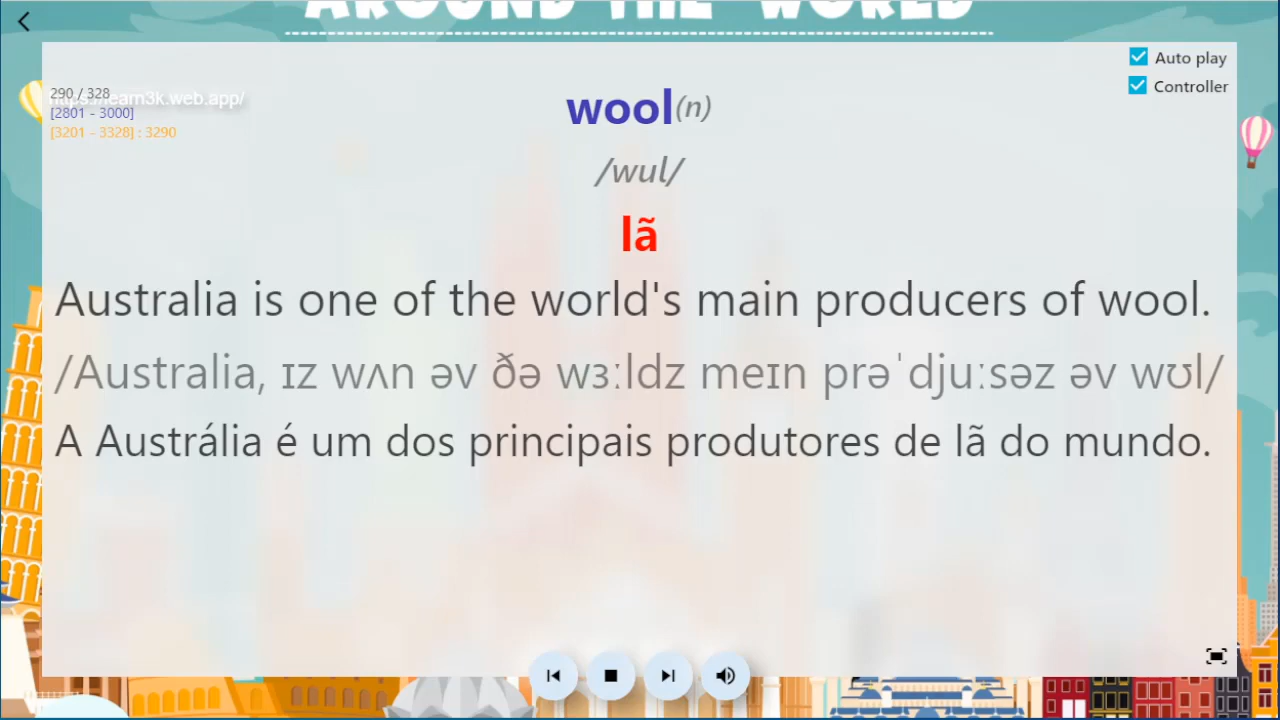 AROUND THE WORLD
Auto play
Controller
290 / 328
https://learn3k.web.app/
[2801 - 3000]
[3201 - 3328] : 3290
wool(n)
/wul/
lã
Australia is one of the world's main producers of wool.
/Australia, ɪz wʌn əv ðə wɜːldz meɪn prəˈdjuːsəz əv wʊl/
A Austrália é um dos principais produtores de lã do mundo.